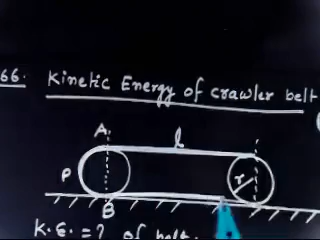 66. Kinetic Energy of crawler belt
A
l
P
r
B
K.E. = ? of belt.